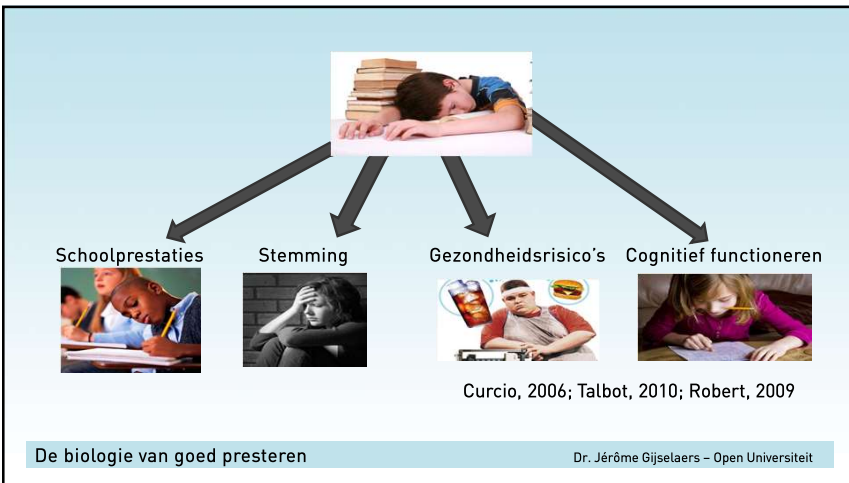 Schoolprestaties
Stemming
Gezondheidsrisico's
Cognitief functioneren
Curcio, 2006; Talbot, 2010; Robert, 2009
De biologie van goed presteren
Dr. Jérôme Gijselaers – Open Universiteit